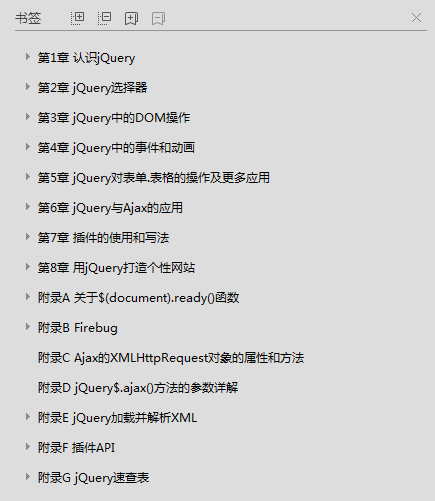 书签
第1章 认识jQuery
第2章 jQuery选择器
第3章 jQuery中的DOM操作
第4章 jQuery中的事件和动画
第5章 jQuery对表单.表格的操作及更多应用
第6章 jQuery与Ajax的应用
第7章 插件的使用和写法
第8章 用jQuery打造个性网站
附录A 关于$(document).ready()函数
附录B Firebug
附录C Ajax的XMLHttpRequest对象的属性和方法
附录D jQuery$.ajax()方法的参数详解
附录E jQuery加载并解析XML
附录F 插件API
附录G jQuery速查表